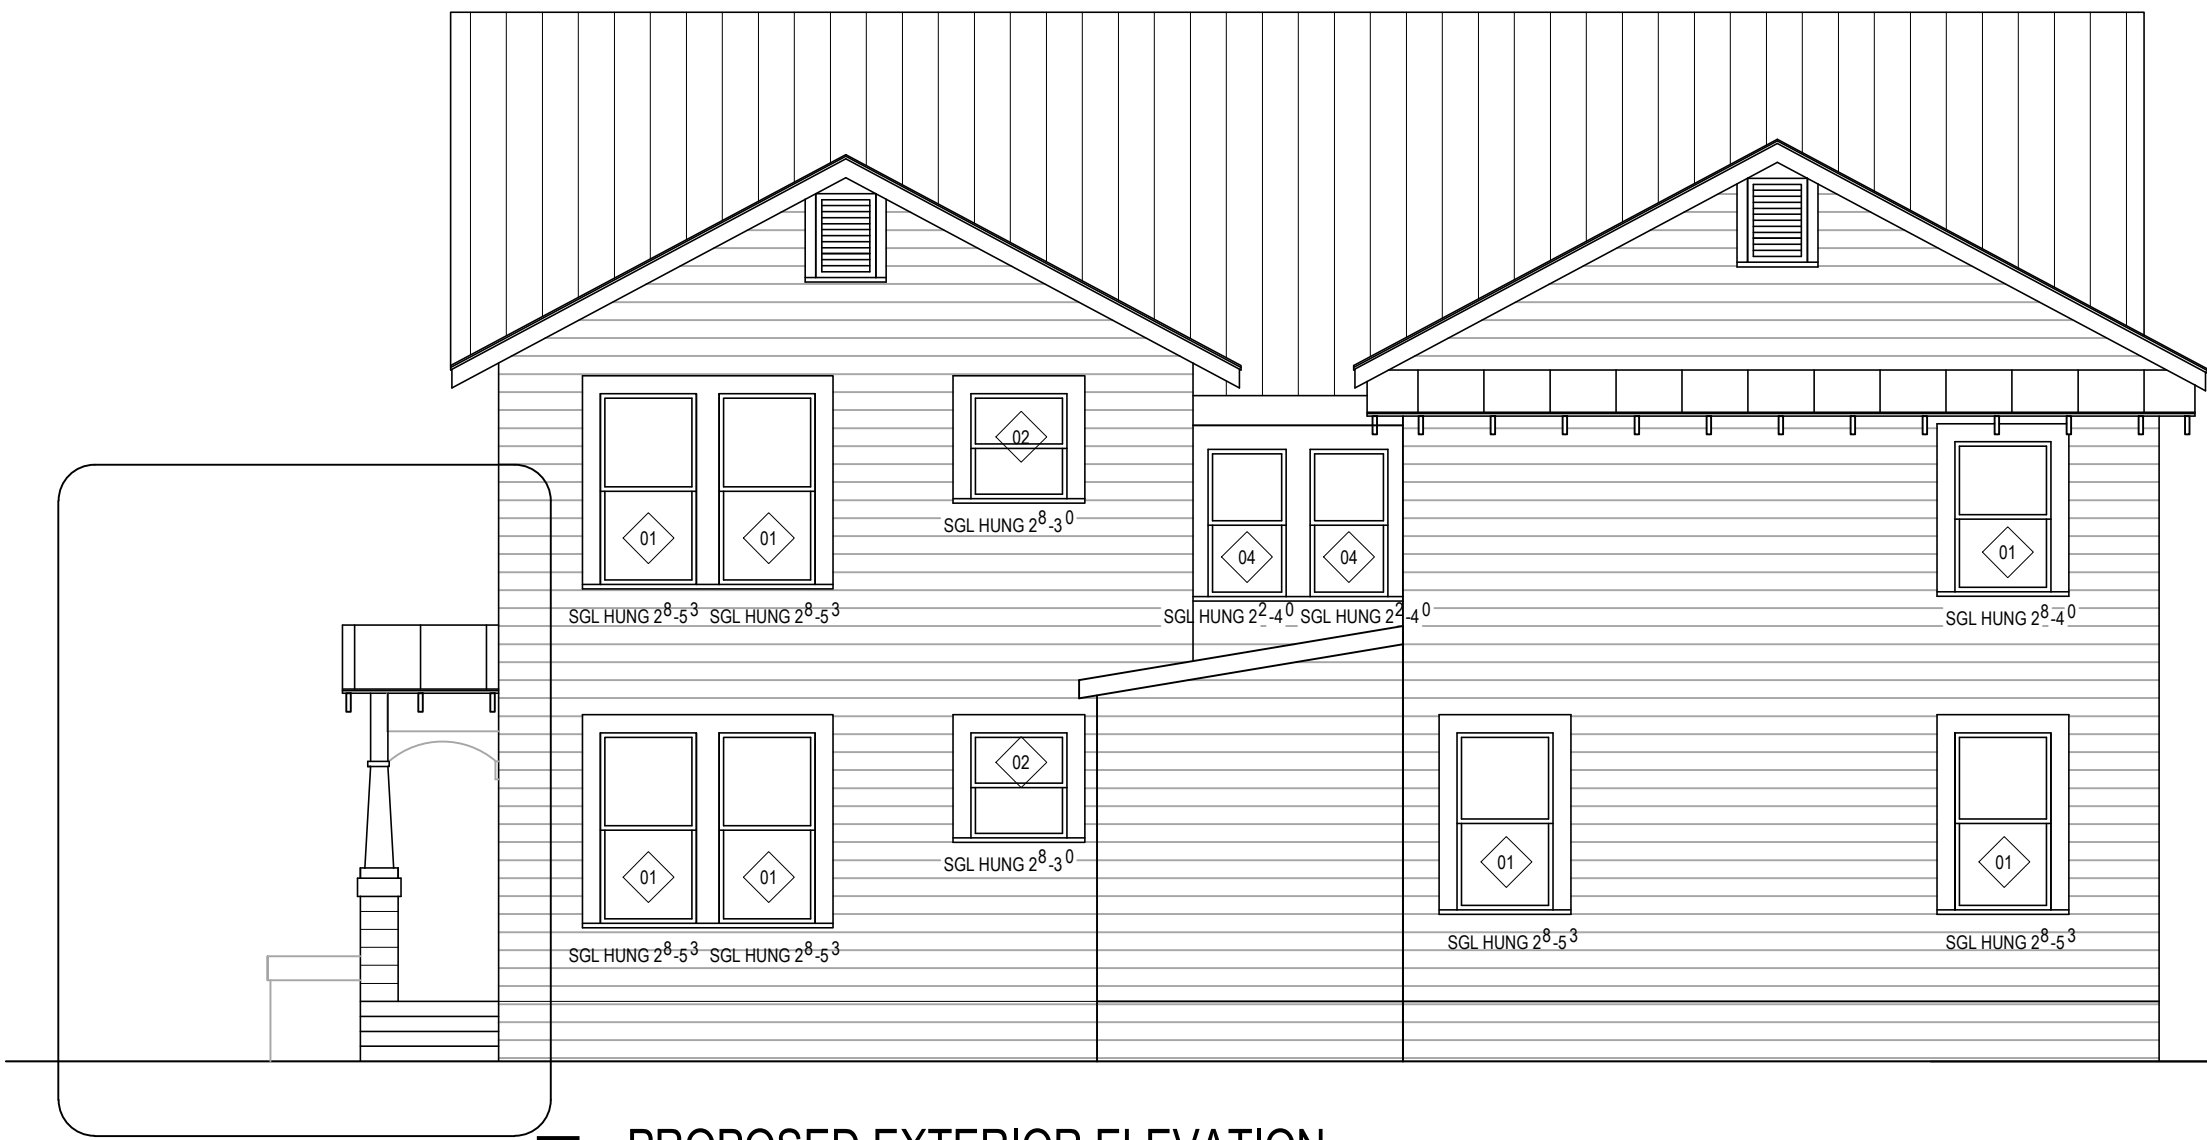 02
SGL HUNG 2⁸-3⁰
01 01
SGL HUNG 2⁸-5³ SGL HUNG 2⁸-5³
04 04
SGL HUNG 2²-4⁰ SGL HUNG 2²-4⁰
01
SGL HUNG 2⁸-4⁰
02
SGL HUNG 2⁸-3⁰
01 01
SGL HUNG 2⁸-5³ SGL HUNG 2⁸-5³
01
SGL HUNG 2⁸-5³
01
SGL HUNG 2⁸-5³
PROPOSED EXTERIOR ELEVATION